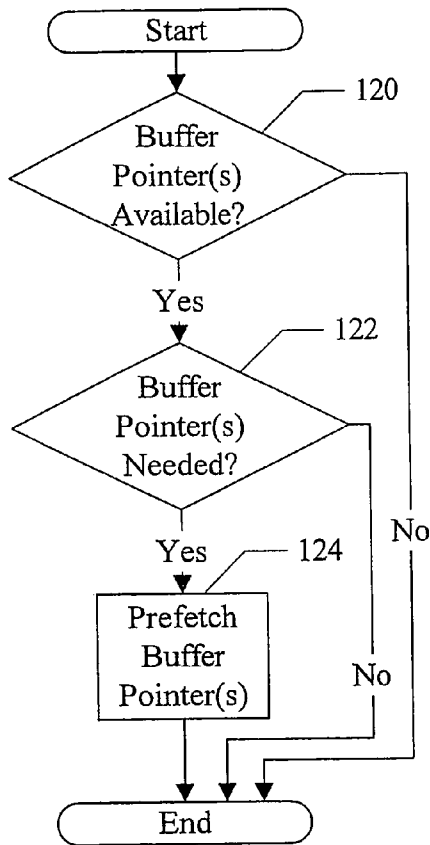 Start
120
Buffer
Pointer(s)
Available?
Yes
122
Buffer
Pointer(s)
Needed?
No
Yes
124
Prefetch
Buffer
Pointer(s)
No
End